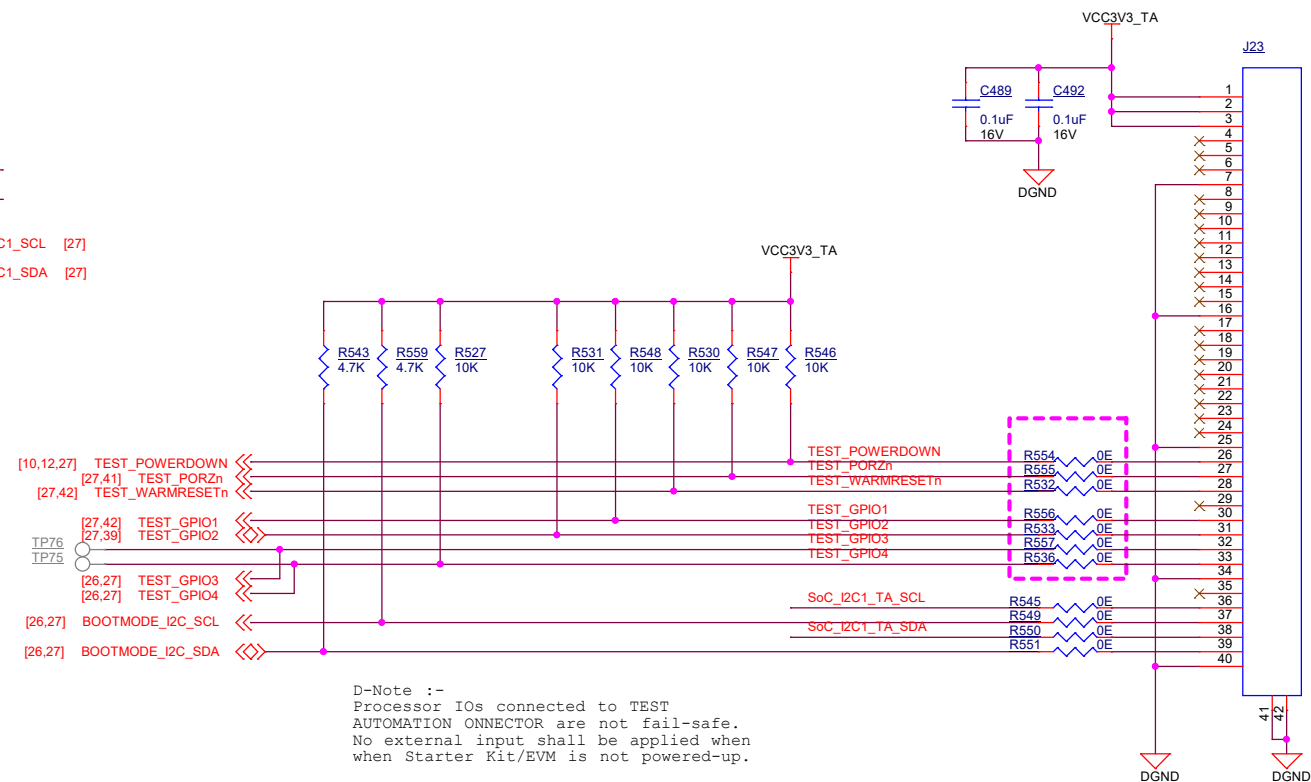 VCC3V3_TA
J23
C489
0.1uF
16V
C492
0.1uF
16V
DGND
1
2
3
4
5
6
7
8
9
10
11
12
13
14
15
16
17
18
19
20
21
22
23
24
25
26
27
28
29
30
31
32
33
34
35
36
37
38
39
40
41
42
C1_SCL [27]
C1_SDA [27]
VCC3V3_TA
R543
4.7K
R559
4.7K
R527
10K
R531
10K
R548
10K
R530
10K
R547
10K
R546
10K
[10,12,27] TEST_POWERDOWN
TEST_POWERDOWN
R554 0E
[27,41] TEST_PORZn
TEST_PORZn
R555 0E
[27,42] TEST_WARMRESETn
TEST_WARMRESETn
R532 0E
[27,42] TEST_GPIO1
TEST_GPIO1
R556 0E
[27,39] TEST_GPIO2
TEST_GPIO2
R533 0E
TP76
TEST_GPIO3
R557 0E
TP75
TEST_GPIO4
R536 0E
[26,27] TEST_GPIO3
[26,27] TEST_GPIO4
SoC_I2C1_TA_SCL
R545 0E
[26,27] BOOTMODE_I2C_SCL
R549 0E
SoC_I2C1_TA_SDA
R550 0E
[26,27] BOOTMODE_I2C_SDA
R551 0E
D-Note :-
Processor IOs connected to TEST
AUTOMATION ONNECTOR are not fail-safe.
No external input shall be applied when
when Starter Kit/EVM is not powered-up.
DGND
DGND